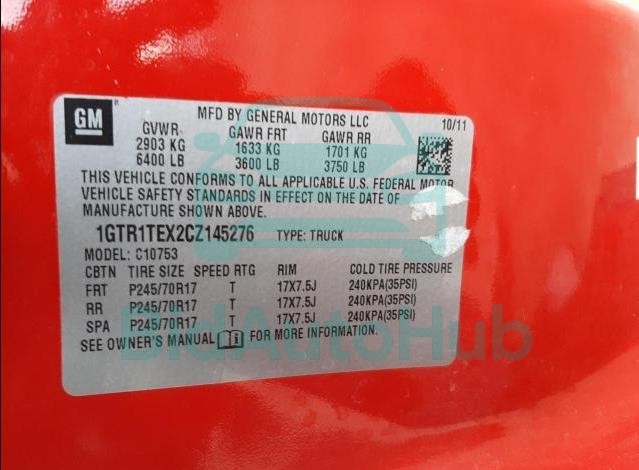 GM
MFD BY GENERAL MOTORS LLC
10/11
GVWR GAWR FRT GAWR RR
2903 KG 1633 KG 1701 KG
6400 LB 3600 LB 3750 LB
THIS VEHICLE CONFORMS TO ALL APPLICABLE U.S. FEDERAL MOTOR
VEHICLE SAFETY STANDARDS IN EFFECT ON THE DATE OF
MANUFACTURE SHOWN ABOVE.
1GTR1TEX2CZ145276 TYPE: TRUCK
MODEL: C10753
CBTN TIRE SIZE SPEED RTG RIM COLD TIRE PRESSURE
FRT P245/70R17 T 17X7.5J 240KPA(35PSI)
RR P245/70R17 T 17X7.5J 240KPA(35PSI)
SPA P245/70R17 T 17X7.5J 240KPA(35PSI)
SEE OWNER'S MANUAL FOR MORE INFORMATION.
BidAutoHub